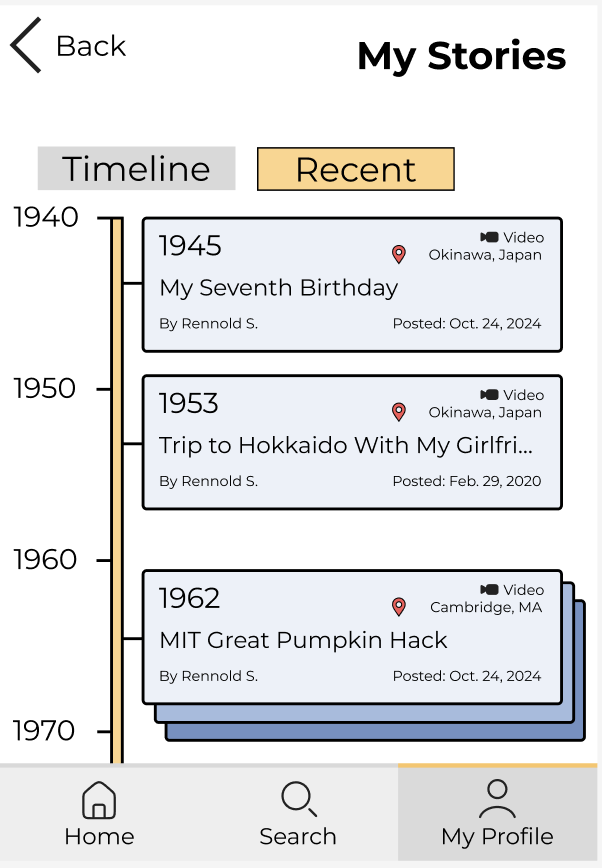 Back
My Stories
Timeline
Recent
1940
1945
Video
Okinawa, Japan
My Seventh Birthday
By Rennold S.
Posted: Oct. 24, 2024
1950
1953
Video
Okinawa, Japan
Trip to Hokkaido With My Girlfri...
By Rennold S.
Posted: Feb. 29, 2020
1960
1962
Video
Cambridge, MA
MIT Great Pumpkin Hack
By Rennold S.
Posted: Oct. 24, 2024
1970
Home
Search
My Profile